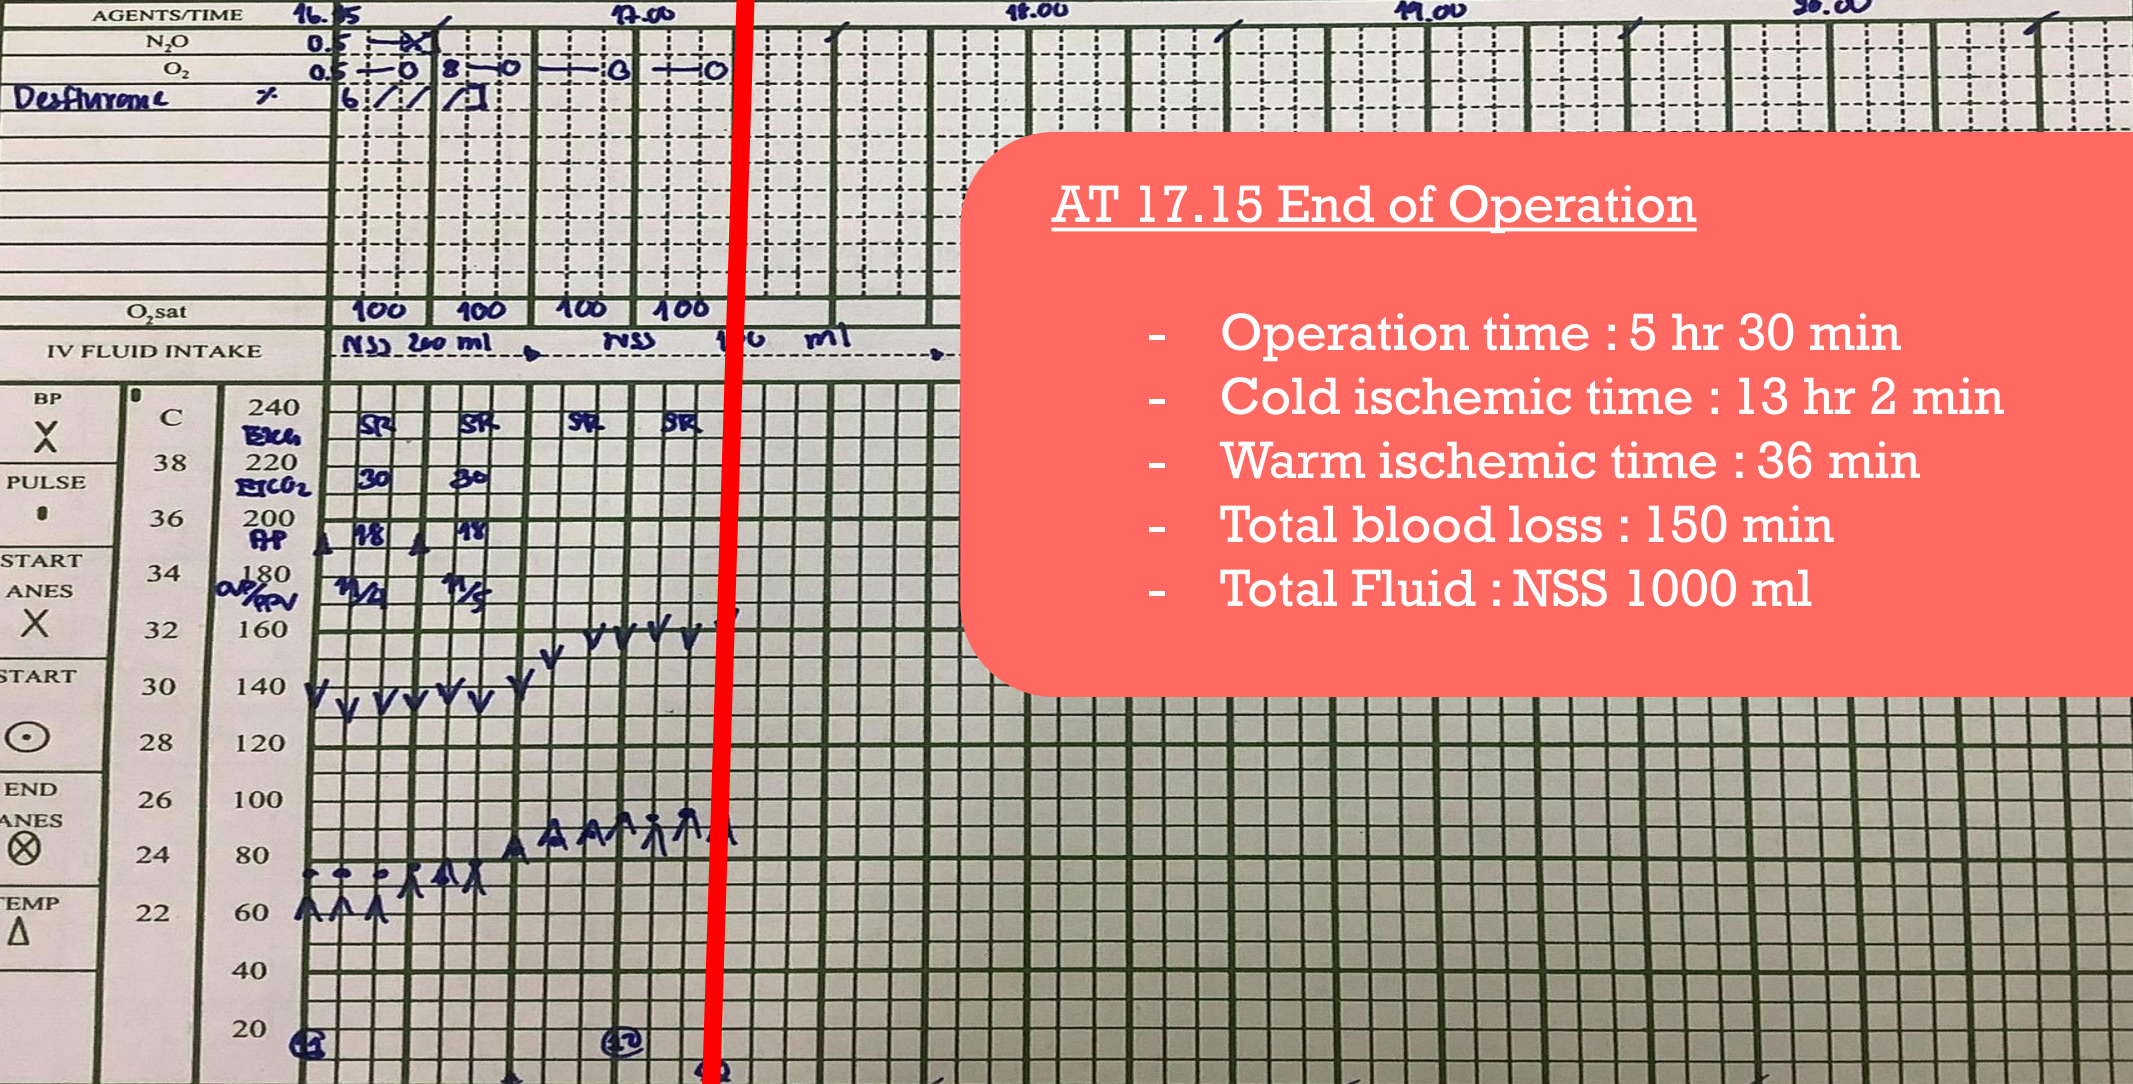 AGENTS/TIME 17.00 18.00 19.00
N₂O 0.5
O₂ 0.5 8
Desflurane % 6
O₂sat 100 100 100 100
IV FLUID INTAKE NSS 200 ml NSS ml
BP
C
240
EKG SR SR SR SR
38 220
PULSE
ETCO₂ 30 30
36 200
AP 18 18
START
ANES
34 180
CVP/PPV
32 160
START
30 140
28 120
END
ANES
26 100
24 80
TEMP
22 60
40
20
AT 17.15 End of Operation
- Operation time : 5 hr 30 min
- Cold ischemic time : 13 hr 2 min
- Warm ischemic time : 36 min
- Total blood loss : 150 min
- Total Fluid : NSS 1000 ml